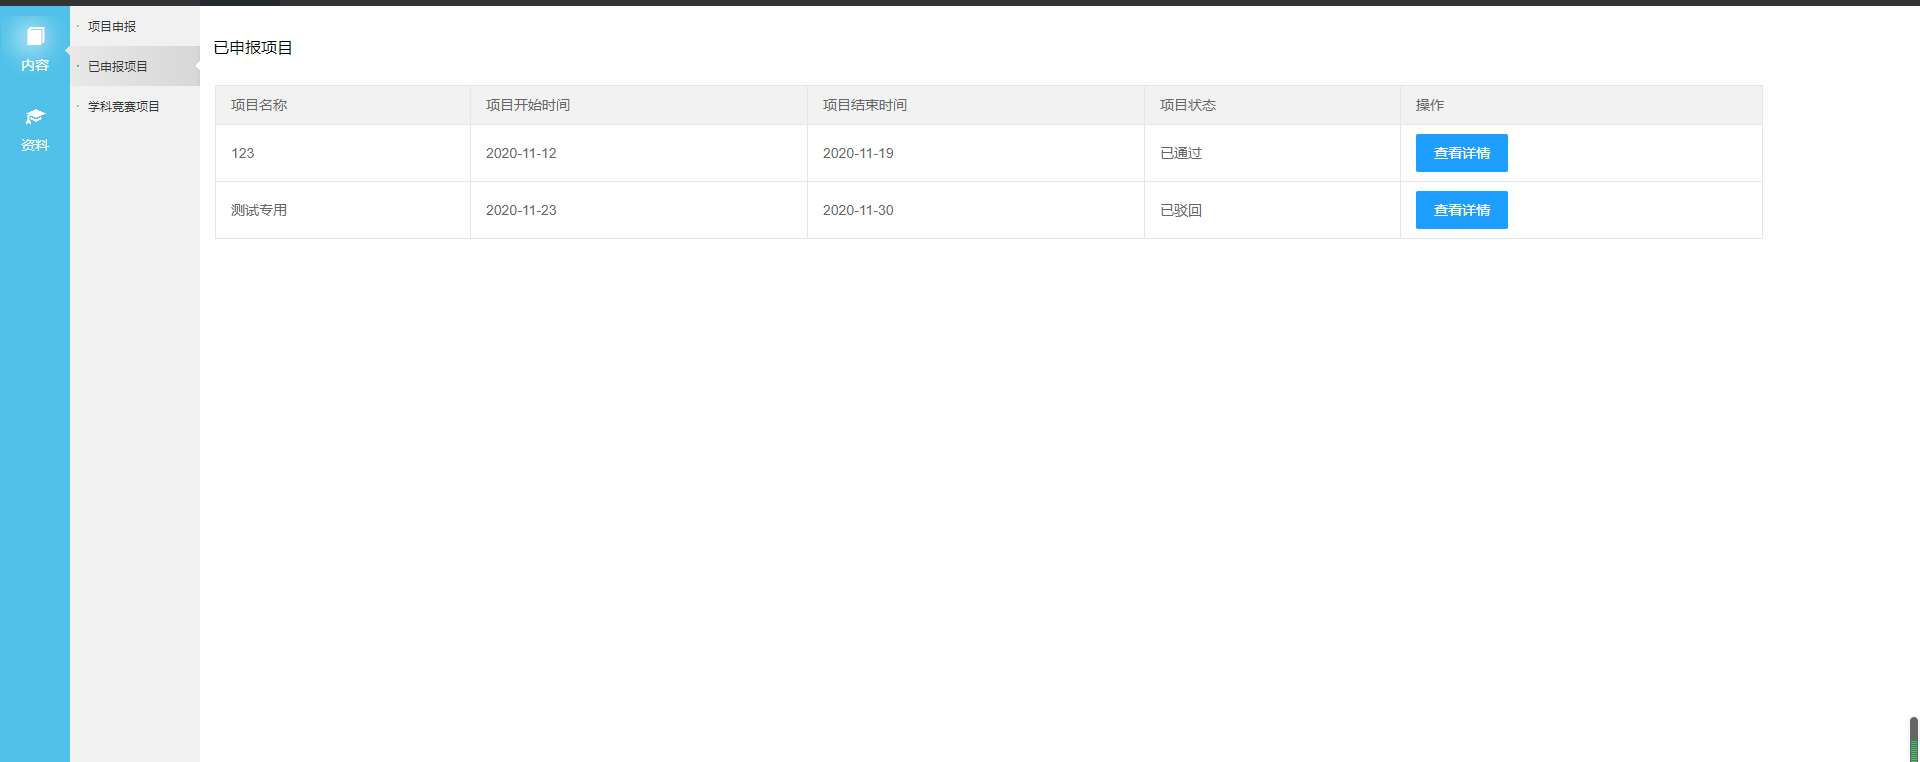 内容
资料
项目申报
已申报项目
学科竞赛项目
已申报项目
项目名称 项目开始时间 项目结束时间 项目状态 操作
123 2020-11-12 2020-11-19 已通过 查看详情
测试专用 2020-11-23 2020-11-30 已驳回 查看详情